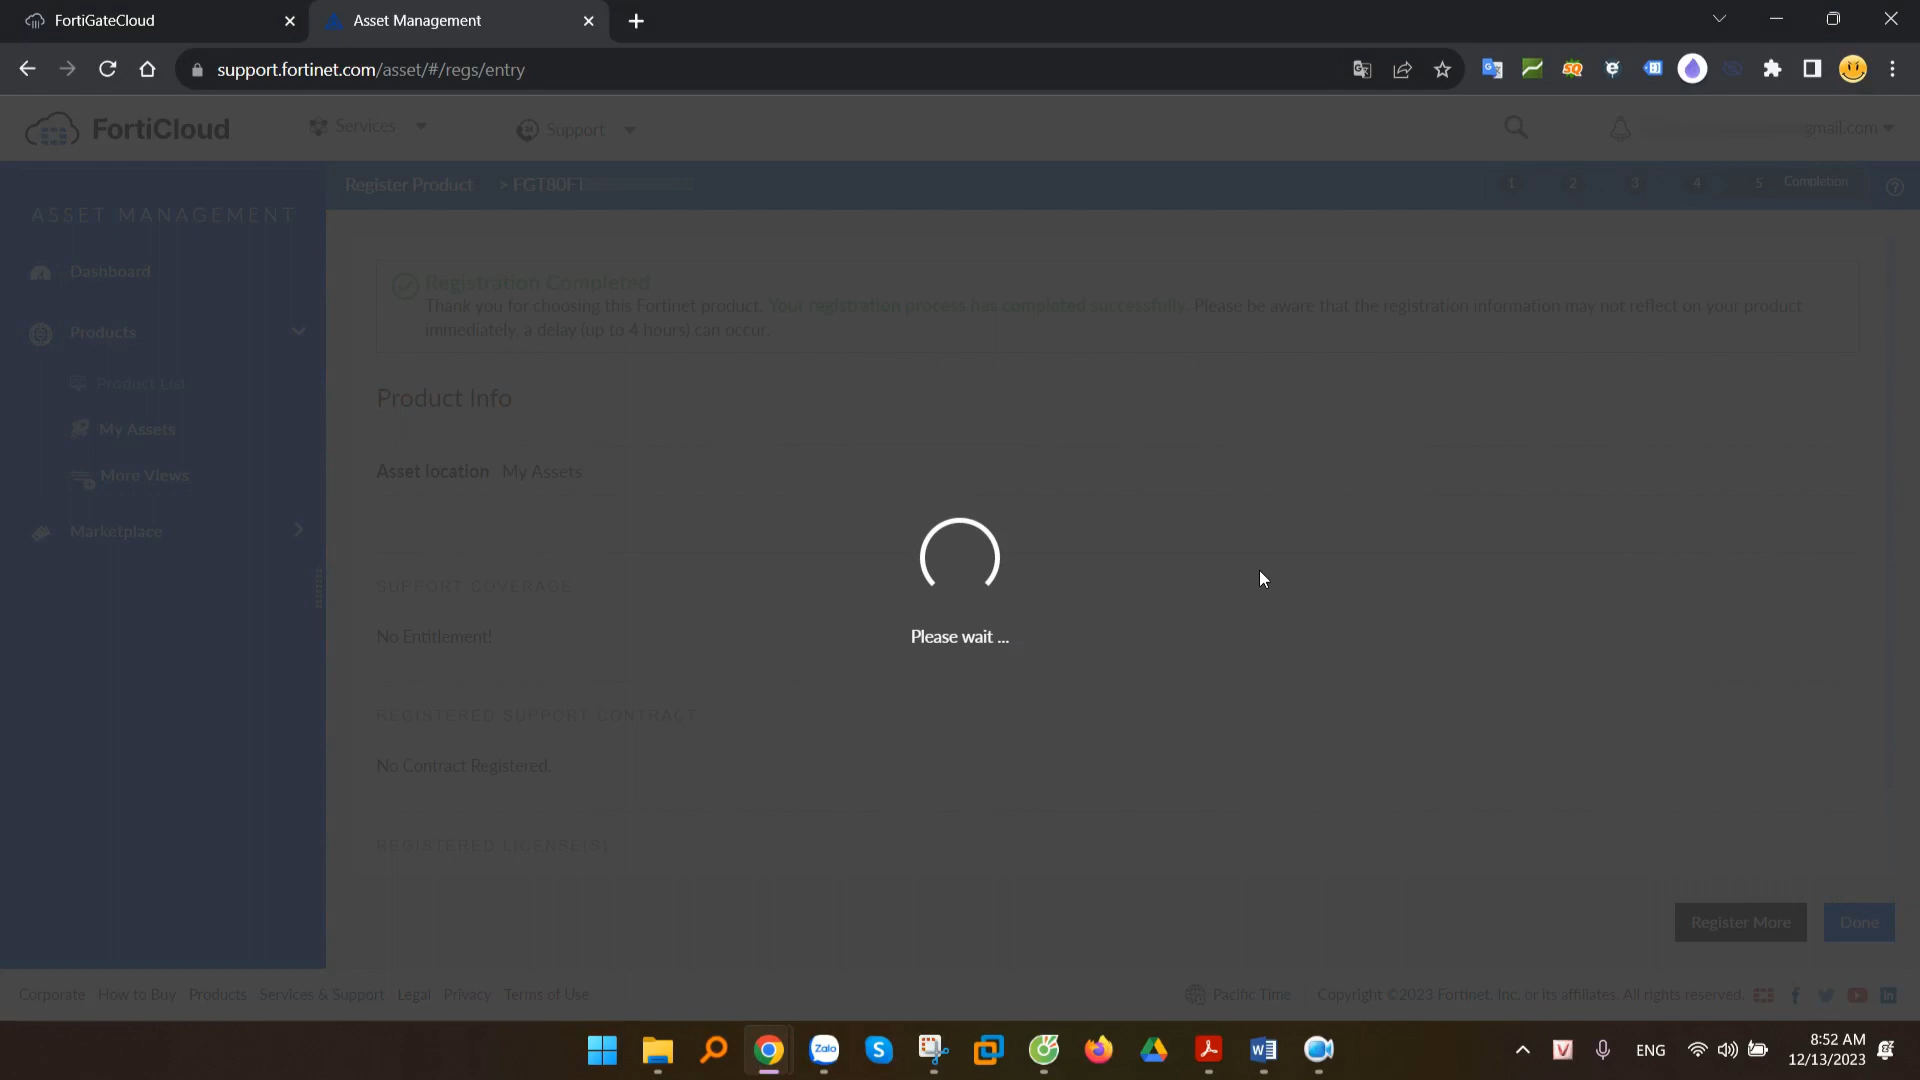 FortiGateCloud
Asset Management
support.fortinet.com/asset/#/regs/entry
FortiCloud
Services
Support
gmail.com
Register Product > FGT80FT
1 2 3 4 5 Completion
ASSET MANAGEMENT
Dashboard
Products
Product List
My Assets
More Views
Marketplace
Registration Completed
Thank you for choosing this Fortinet product. Your registration process has completed successfully. Please be aware that the registration information may not reflect on your product
immediately, a delay (up to 4 hours) can occur.
Product Info
Asset location My Assets
SUPPORT COVERAGE
No Entitlement!
Please wait ...
REGISTERED SUPPORT CONTRACT
No Contract Registered.
REGISTERED LICENSE(S)
Register More
Done
Corporate How to Buy Products Services & Support Legal Privacy Terms of Use
Pacific Time
Copyright ©2023 Fortinet, Inc. or its affiliates. All rights reserved.
Zalo
ENG
8:52 AM
12/13/2023